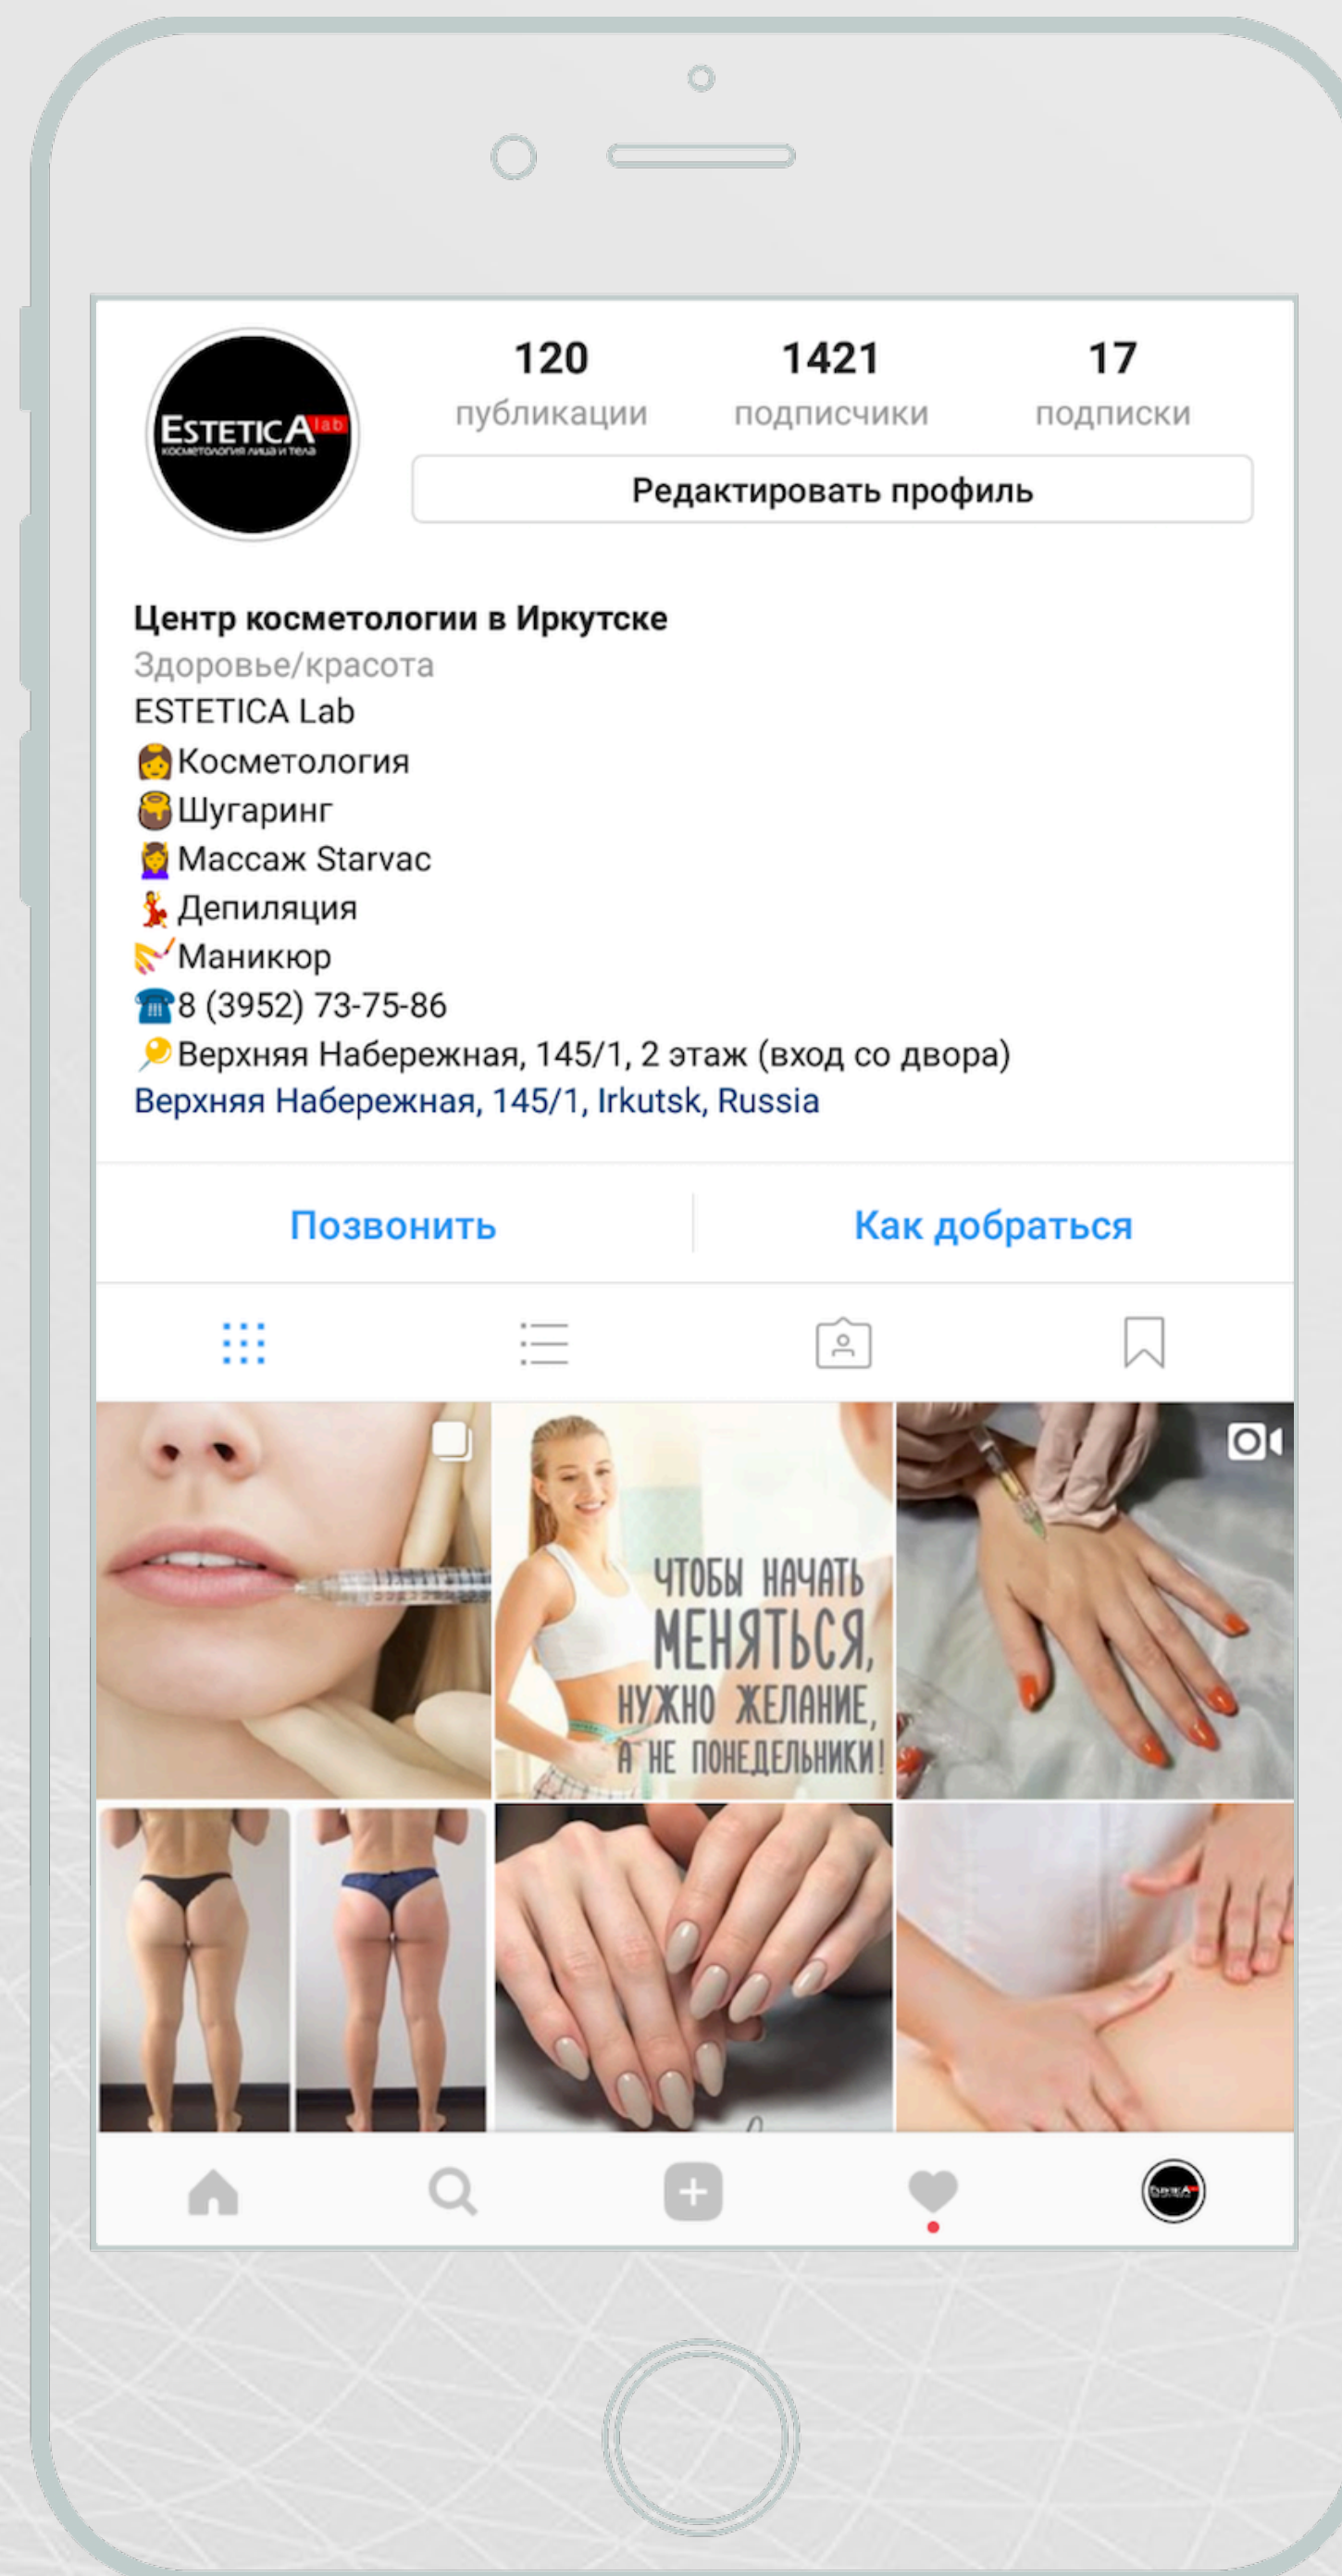 120 1421 17
публикации подписчики подписки
ESTETICA lab
косметология лица и тела
Редактировать профиль
Центр косметологии в Иркутске
Здоровье/красота
ESTETICA Lab
👩Косметология
🍯Шугаринг
💆Массаж Starvac
💃Депиляция
💅Маникюр
☎8 (3952) 73-75-86
📍Верхняя Набережная, 145/1, 2 этаж (вход со двора)
Верхняя Набережная, 145/1, Irkutsk, Russia
Позвонить Как добраться
ЧТОБЫ НАЧАТЬ
МЕНЯТЬСЯ,
НУЖНО ЖЕЛАНИЕ,
А НЕ ПОНЕДЕЛЬНИКИ!